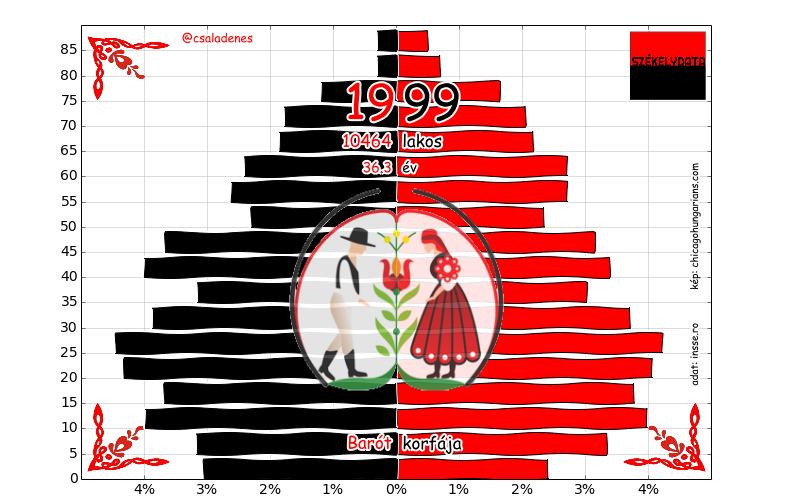 @csaladenes
SZÉKELYDATA
1999
10464 lakos
36.3 év
kép: chicagohungarians.com
adat: insse.ro
Barót korfája
85
80
75
70
65
60
55
50
45
40
35
30
25
20
15
10
5
0
4% 3% 2% 1% 0% 1% 2% 3% 4%